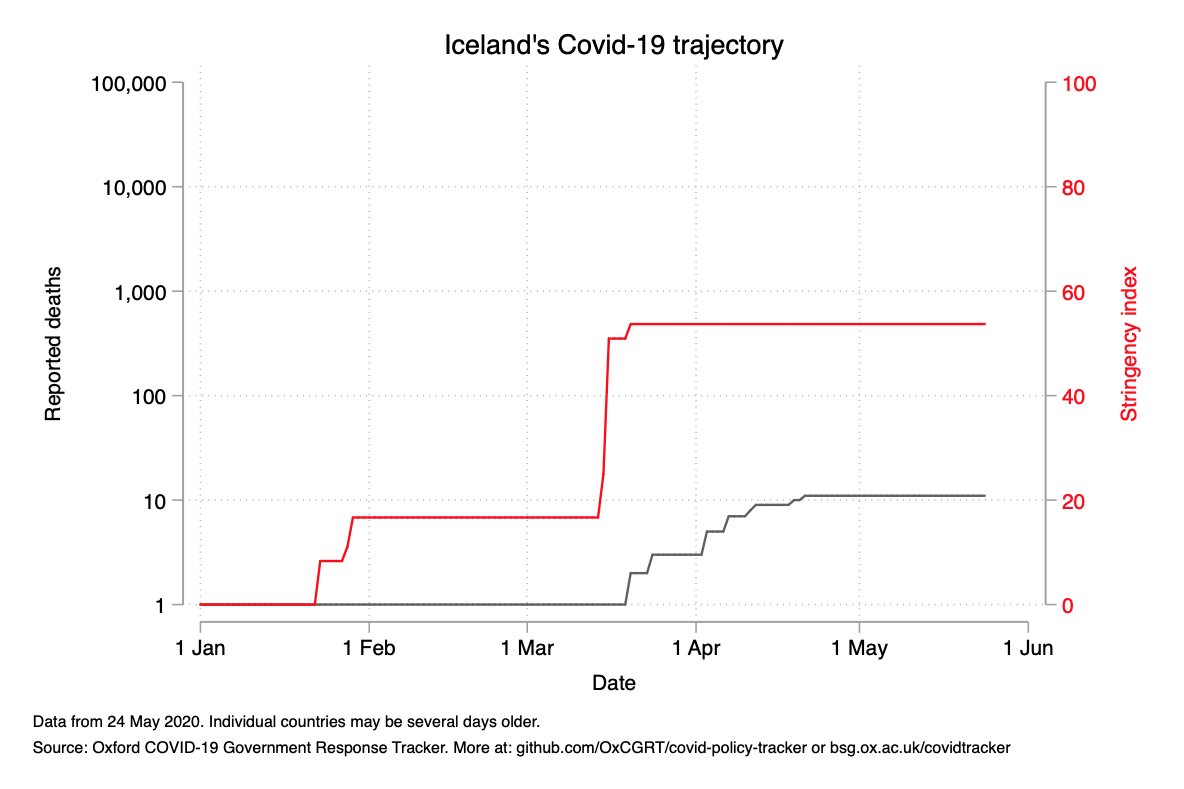 Iceland's Covid-19 trajectory
100,000
10,000
1,000
100
10
1
Reported deaths
100
80
60
40
20
0
Stringency index
1 Jan
1 Feb
1 Mar
1 Apr
1 May
1 Jun
Date
Data from 24 May 2020. Individual countries may be several days older.
Source: Oxford COVID-19 Government Response Tracker. More at: github.com/OxCGRT/covid-policy-tracker or bsg.ox.ac.uk/covidtracker